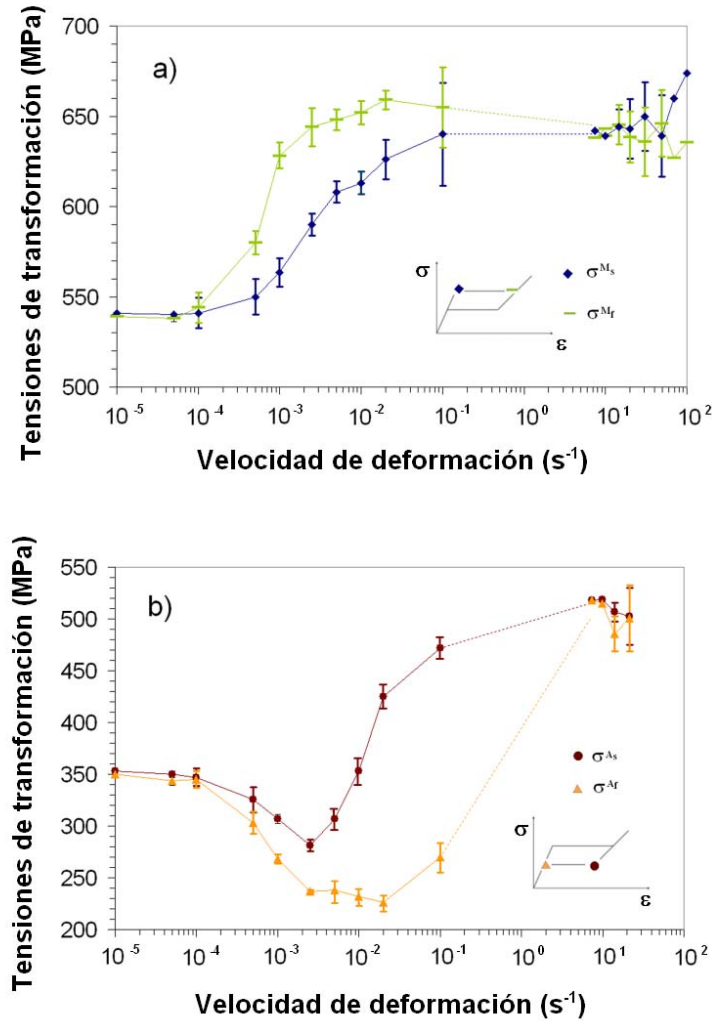 Tensiones de transformación (MPa)
700
650
600
550
500
a)
σ
ε
σᴹs
σᴹf
10⁻⁵ 10⁻⁴ 10⁻³ 10⁻² 10⁻¹ 10⁰ 10¹ 10²
Velocidad de deformación (s⁻¹)
Tensiones de transformación (MPa)
550
500
450
400
350
300
250
200
b)
σᴬs
σᴬf
σ
ε
10⁻⁵ 10⁻⁴ 10⁻³ 10⁻² 10⁻¹ 10⁰ 10¹ 10²
Velocidad de deformación (s⁻¹)